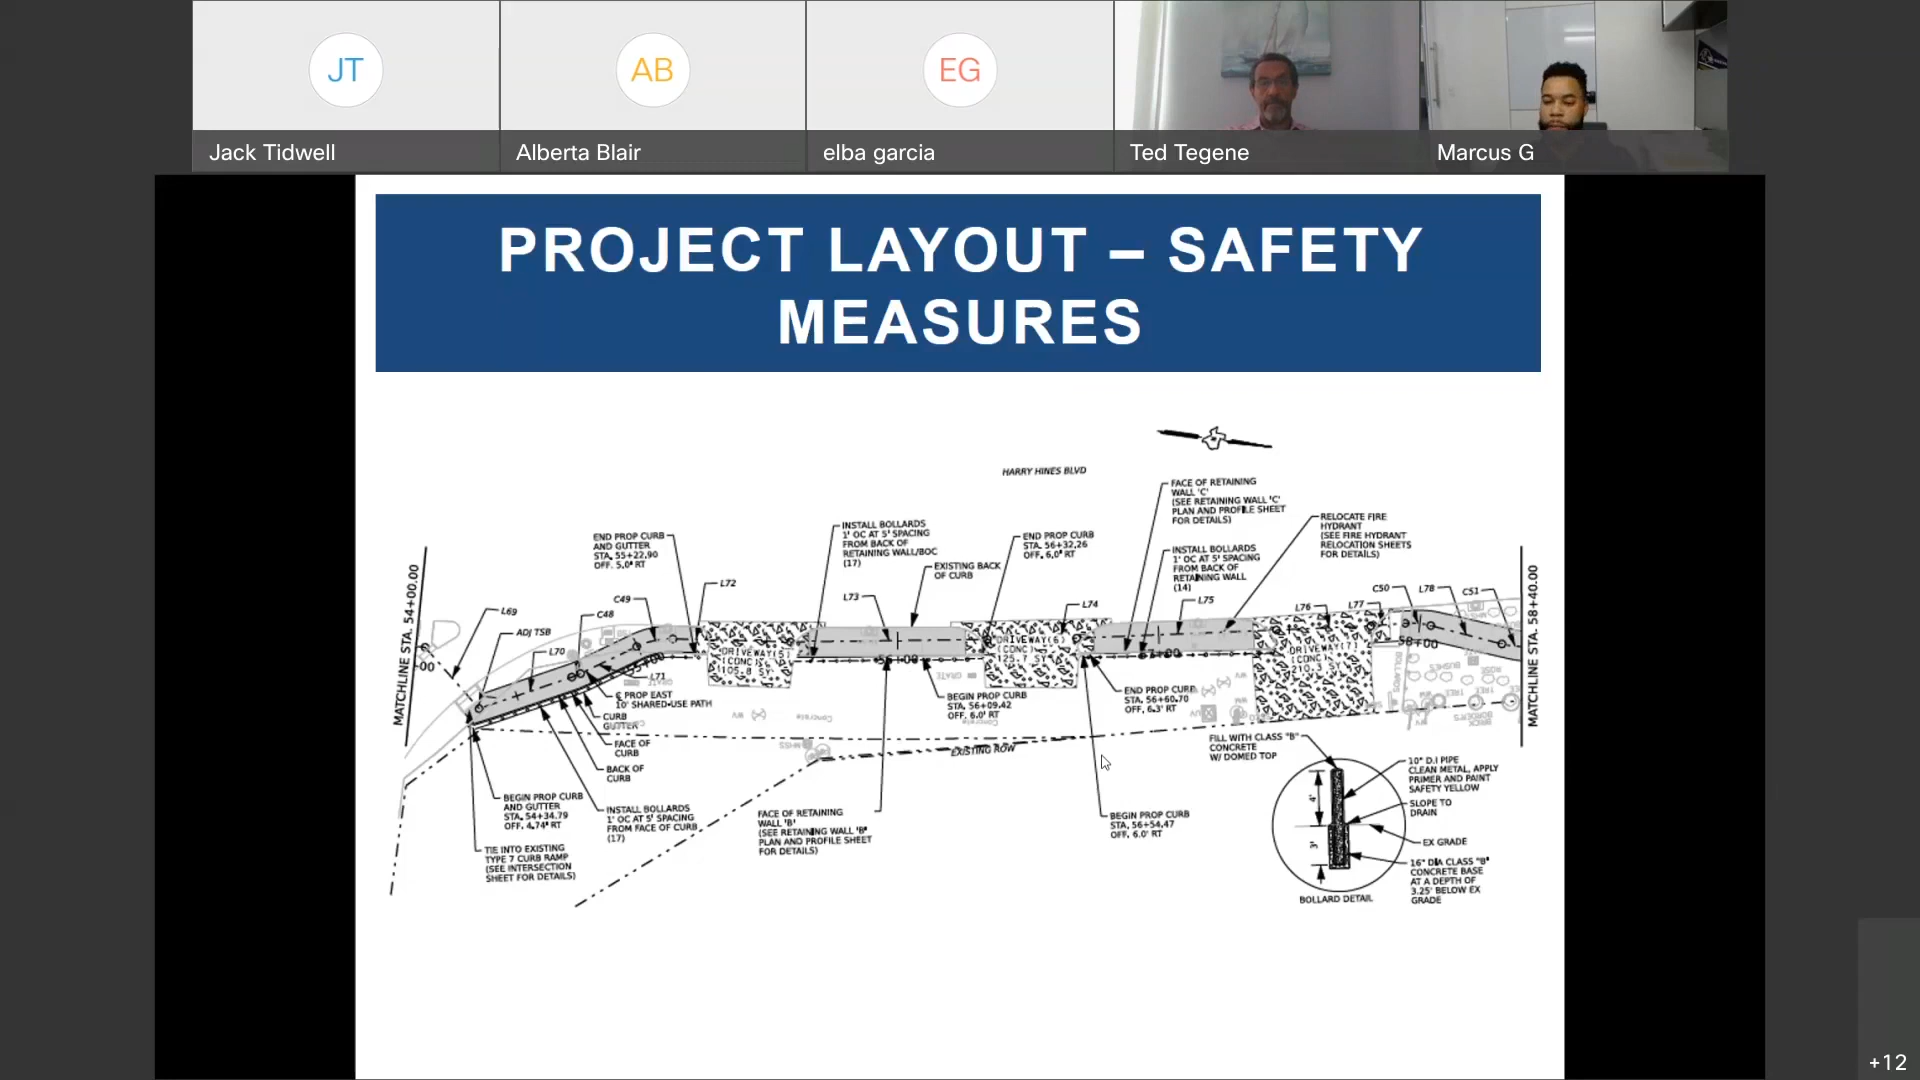 JT
AB
EG
Jack Tidwell
Alberta Blair
elba garcia
Ted Tegene
Marcus G
PROJECT LAYOUT – SAFETY
MEASURES
HARRY HINES BLVD
MATCHLINE STA. 54+00.00
L69
ADJ TSB
L70
C48
C49
END PROP CURB
AND GUTTER
STA. 55+22.90
OFF. 5.0' RT
L72
L71
INSTALL BOLLARDS
1' OC AT 5' SPACING
FROM BACK OF
RETAINING WALL/BOC
(17)
EXISTING BACK
OF CURB
L73
END PROP CURB
STA. 56+32.26
OFF. 6.0' RT
L74
FACE OF RETAINING
WALL 'C'
(SEE RETAINING WALL 'C'
PLAN AND PROFILE SHEET
FOR DETAILS)
INSTALL BOLLARDS
1' OC AT 5' SPACING
FROM BACK OF
RETAINING WALL
(14)
L75
RELOCATE FIRE
HYDRANT
(SEE FIRE HYDRANT
RELOCATION SHEETS
FOR DETAILS)
L76
L77
C50
L78
C51
MATCHLINE STA. 58+40.00
DRIVEWAY(5)
(CONC)
105.8 SY
DRIVEWAY(6)
(CONC)
125.7 SY
DRIVEWAY(7)
(CONC)
210.3 SY
58+00
℄ PROP EAST
10' SHARED-USE PATH
CURB
GUTTER
FACE OF
CURB
BACK OF
CURB
BEGIN PROP CURB
AND GUTTER
STA. 54+34.79
OFF. 4.74' RT
TIE INTO EXISTING
TYPE 7 CURB RAMP
(SEE INTERSECTION
SHEET FOR DETAILS)
INSTALL BOLLARDS
1' OC AT 5' SPACING
FROM FACE OF CURB
(17)
FACE OF RETAINING
WALL 'B'
(SEE RETAINING WALL 'B'
PLAN AND PROFILE SHEET
FOR DETAILS)
BEGIN PROP CURB
STA. 56+09.42
OFF. 6.0' RT
EXISTING ROW
END PROP CURB
STA. 56+60.70
OFF. 6.3' RT
BEGIN PROP CURB
STA. 56+54.47
OFF. 6.0' RT
FILL WITH CLASS "B"
CONCRETE
W/ DOMED TOP
10" D.I PIPE
CLEAN METAL, APPLY
PRIMER AND PAINT
SAFETY YELLOW
SLOPE TO
DRAIN
EX GRADE
16" DIA CLASS "B"
CONCRETE BASE
AT A DEPTH OF
3.25' BELOW EX
GRADE
4'
3'
BOLLARD DETAIL
+12